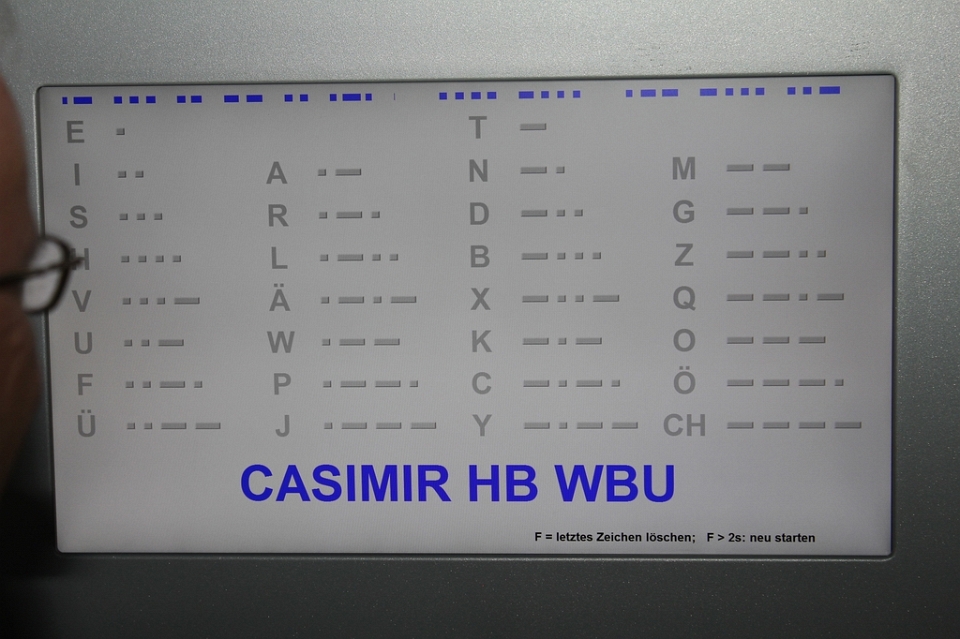 E T
I A N M
S R D G
H L B Z
V Ä X Q
U W K O
F P C Ö
Ü J Y CH
CASIMIR HB WBU
F = letztes Zeichen löschen; F > 2s: neu starten